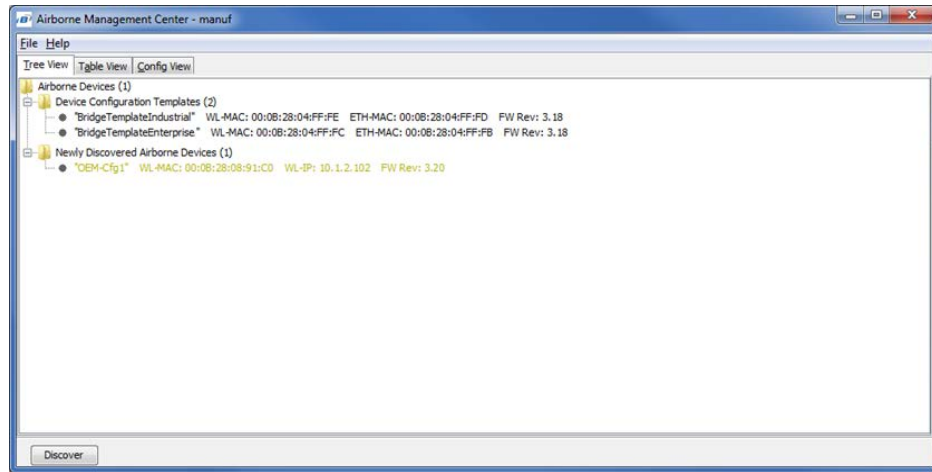 Airborne Management Center - manuf
File Help
Tree View Table View Config View
Airborne Devices (1)
Device Configuration Templates (2)
"BridgeTemplateIndustrial" WL-MAC: 00:0B:28:04:FF:FE ETH-MAC: 00:0B:28:04:FF:FD FW Rev: 3.18
"BridgeTemplateEnterprise" WL-MAC: 00:0B:28:04:FF:FC ETH-MAC: 00:0B:28:04:FF:FB FW Rev: 3.18
Newly Discovered Airborne Devices (1)
"OEM-Cfg1" WL-MAC: 00:0B:28:08:91:C0 WL-IP: 10.1.2.102 FW Rev: 3.20
Discover